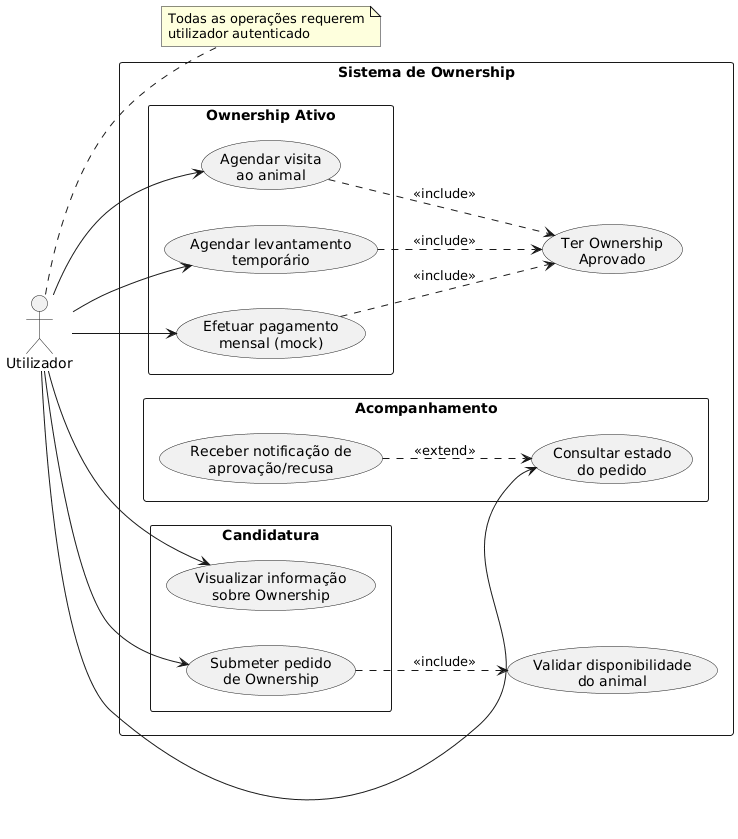 Todas as operações requerem
utilizador autenticado
Sistema de Ownership
Ownership Ativo
Agendar visita
ao animal
«include»
Agendar levantamento
temporário
«include»
Ter Ownership
Aprovado
«include»
Efetuar pagamento
mensal (mock)
Utilizador
Acompanhamento
Receber notificação de
aprovação/recusa
«extend»
Consultar estado
do pedido
Candidatura
Visualizar informação
sobre Ownership
Submeter pedido
de Ownership
«include»
Validar disponibilidade
do animal